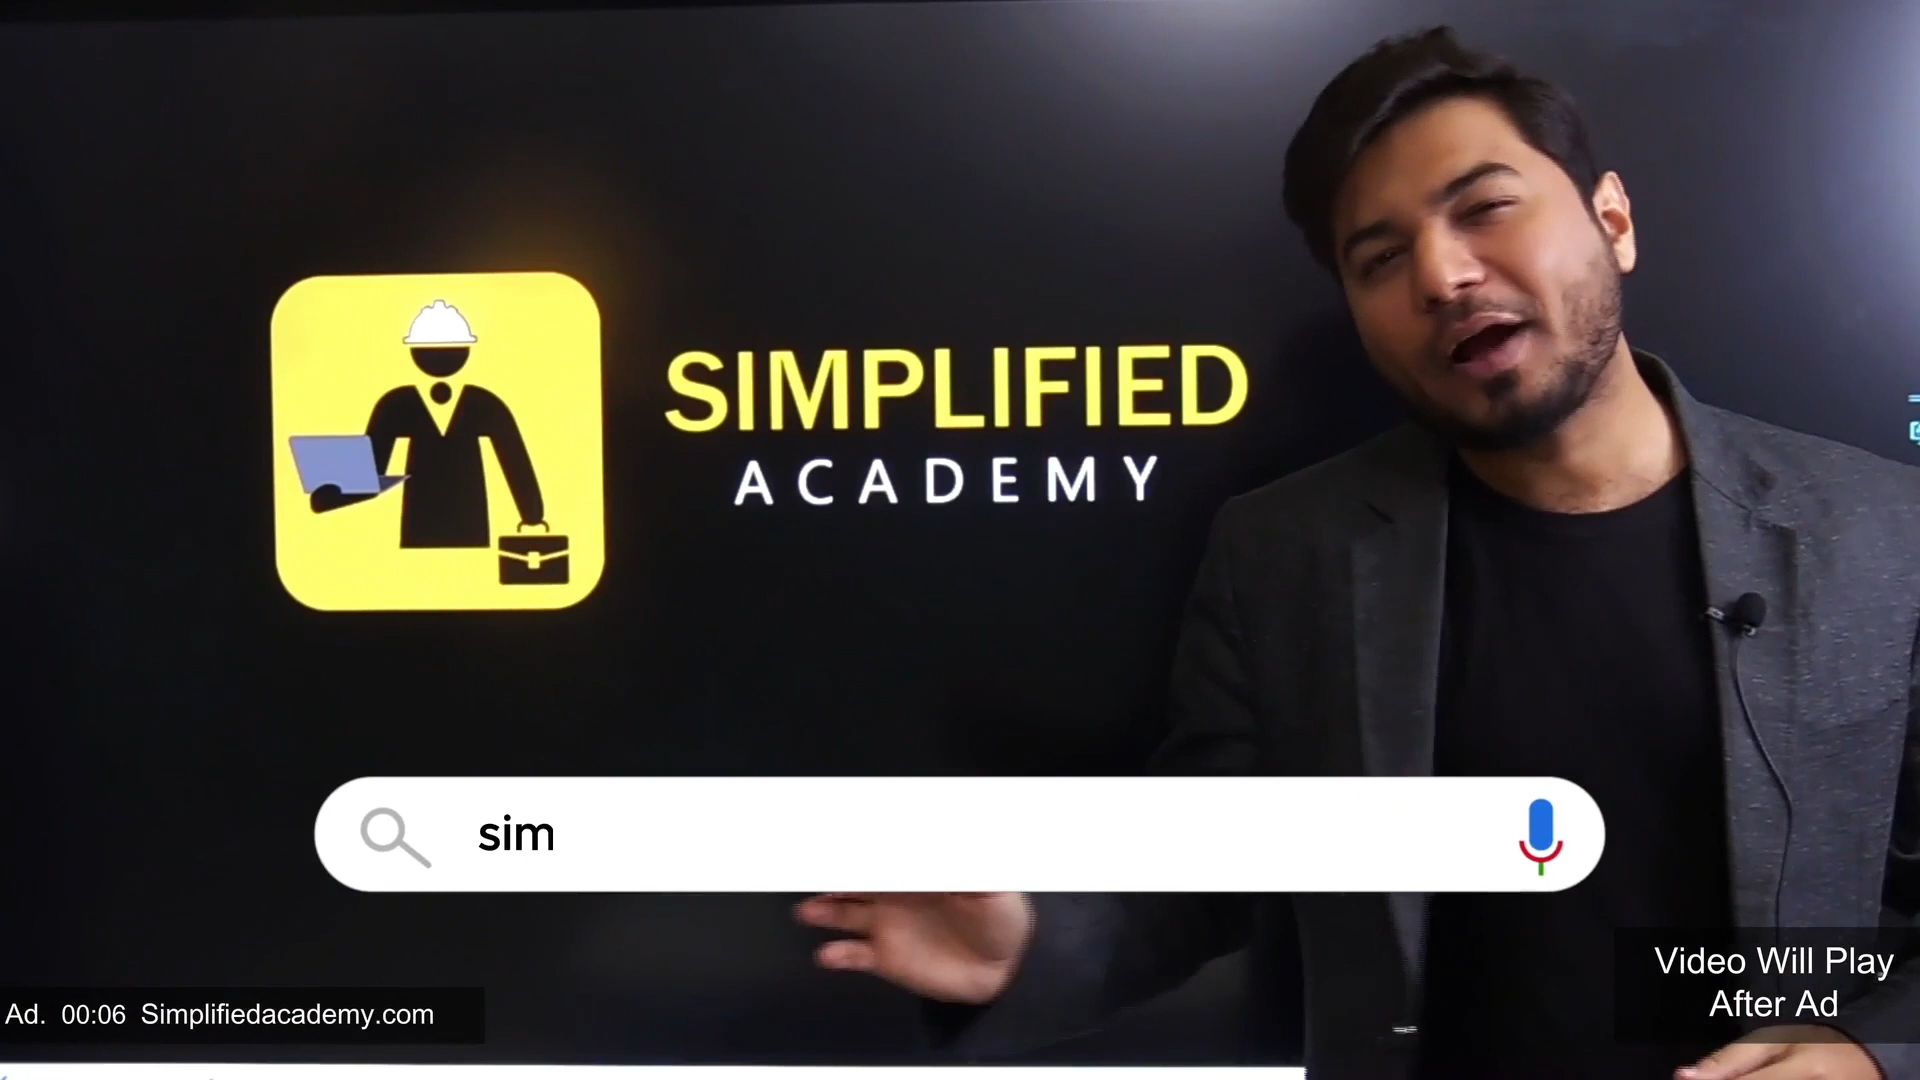 SIMPLIFIED
ACADEMY
sim
Ad. 00:06 Simplifiedacademy.com
Video Will Play
After Ad